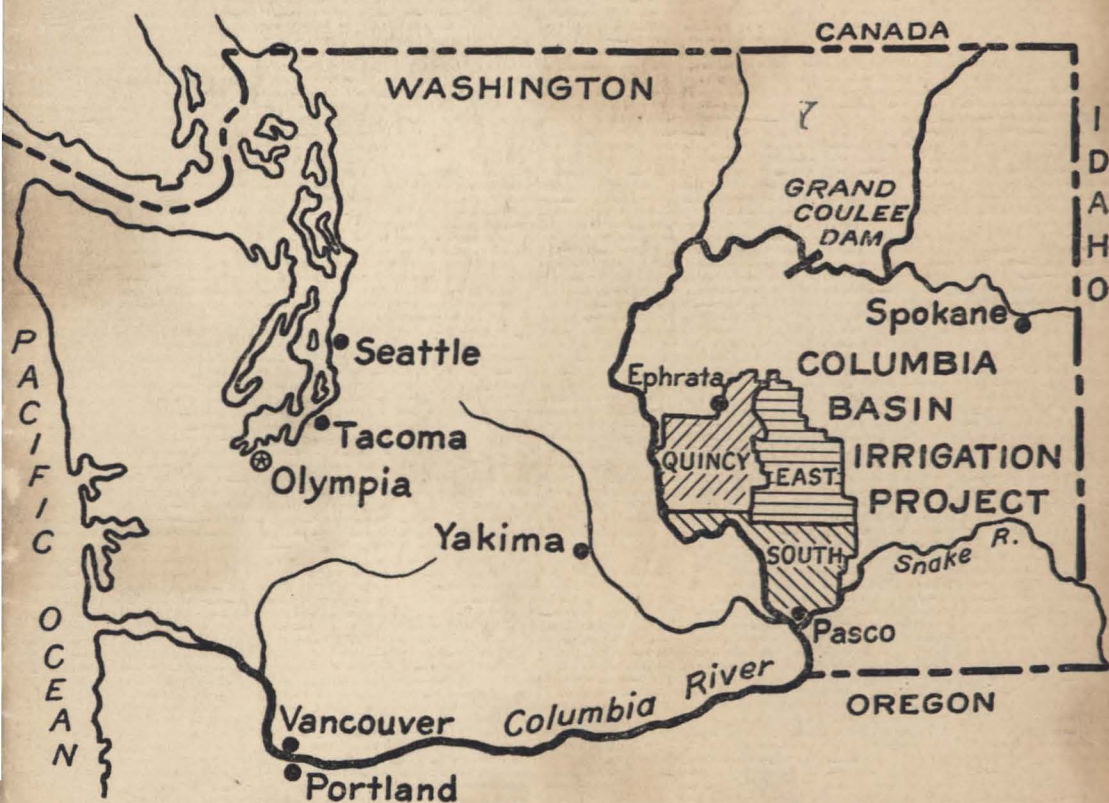 CANADA
WASHINGTON
IDAHO
GRAND
COULEE
DAM
Spokane
PACIFIC OCEAN
Seattle
Ephrata
COLUMBIA
BASIN
IRRIGATION
PROJECT
Tacoma
Olympia
QUINCY
EAST
Yakima
SOUTH
Snake R.
Pasco
Columbia River
OREGON
Vancouver
Portland